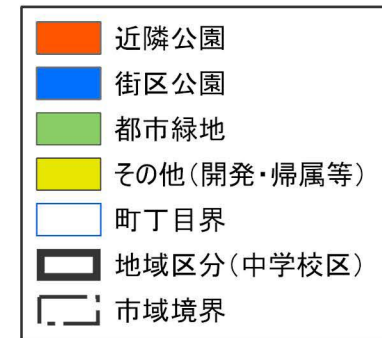 近隣公園
街区公園
都市緑地
その他(開発・帰属等)
町丁目界
地域区分(中学校区)
市域境界